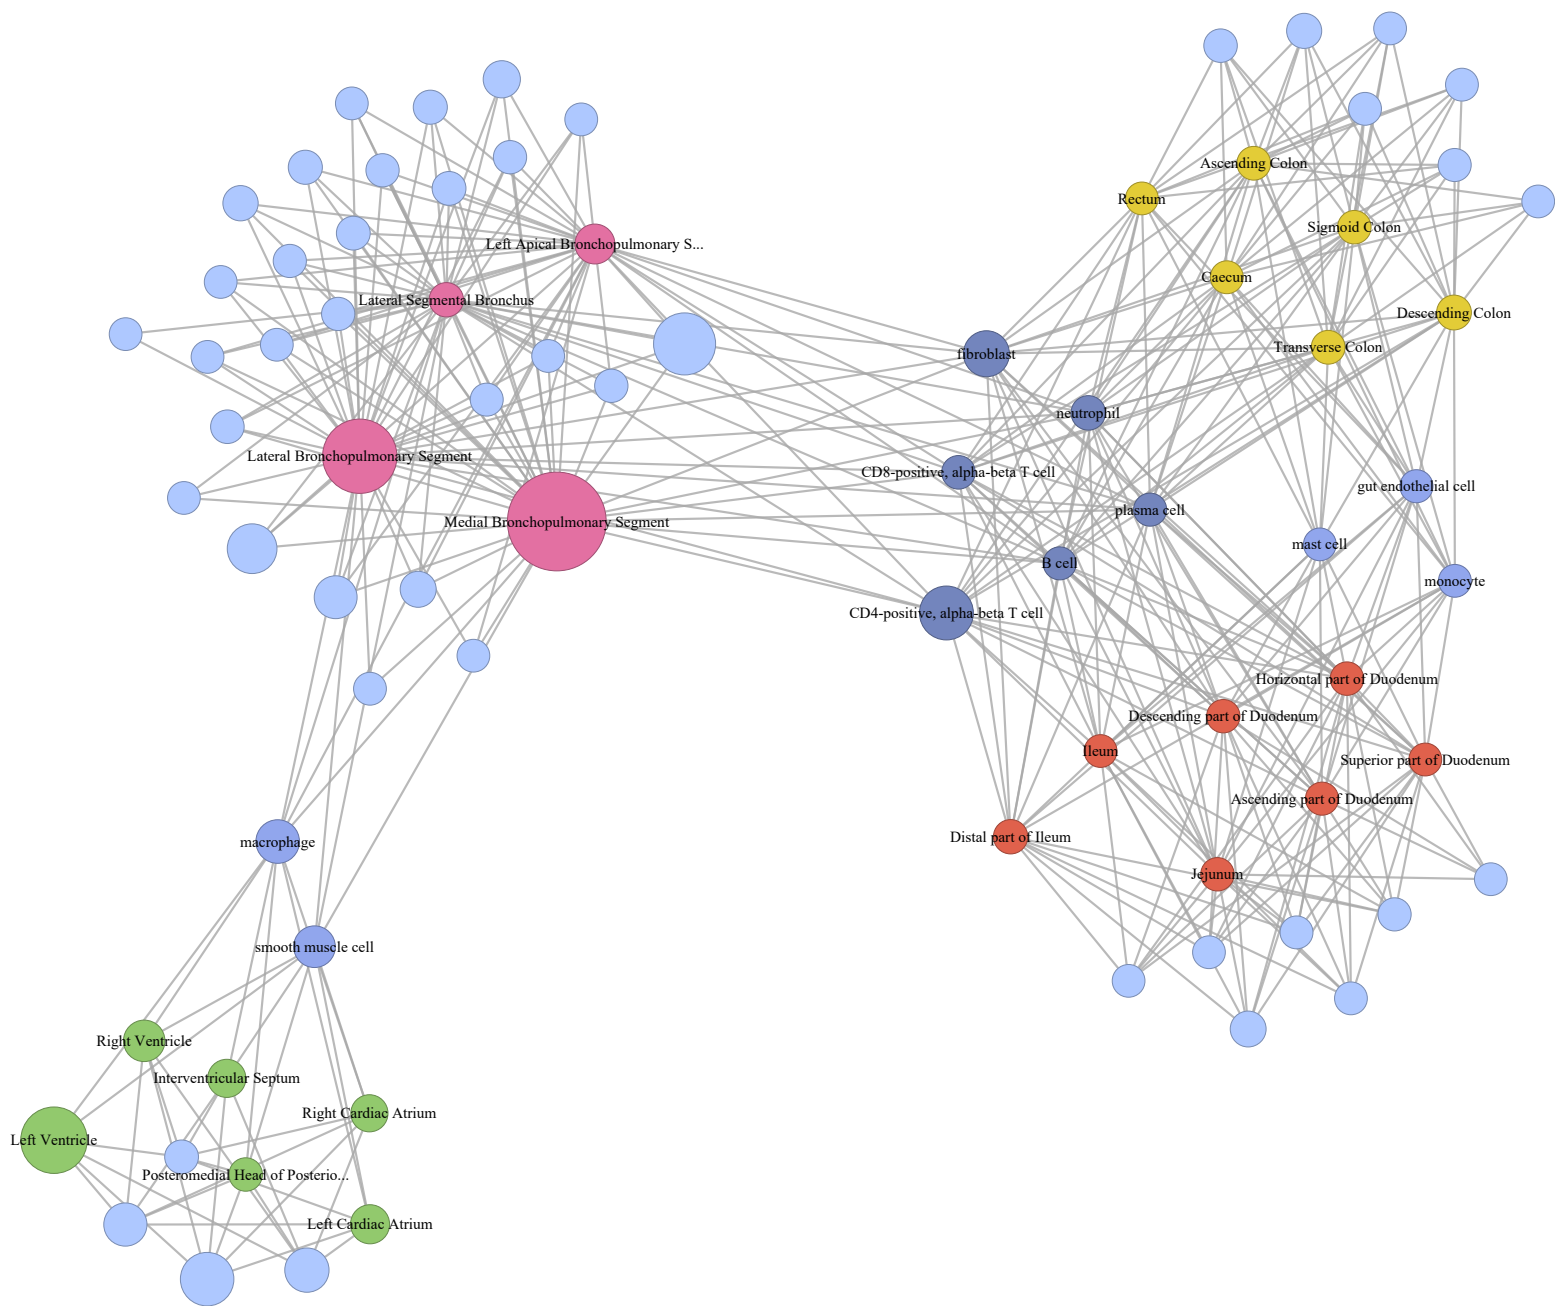 Ascending Colon
Rectum
Sigmoid Colon
Left Apical Bronchopulmonary S...
Caecum
Lateral Segmental Bronchus
Descending Colon
Transverse Colon
fibroblast
neutrophil
Lateral Bronchopulmonary Segment
CD8-positive, alpha-beta T cell
gut endothelial cell
plasma cell
Medial Bronchopulmonary Segment
mast cell
B cell
monocyte
CD4-positive, alpha-beta T cell
Horizontal part of Duodenum
Descending part of Duodenum
Ileum
Superior part of Duodenum
Ascending part of Duodenum
Distal part of Ileum
macrophage
Jejunum
smooth muscle cell
Right Ventricle
Interventricular Septum
Right Cardiac Atrium
Left Ventricle
Posteromedial Head of Posterio...
Left Cardiac Atrium